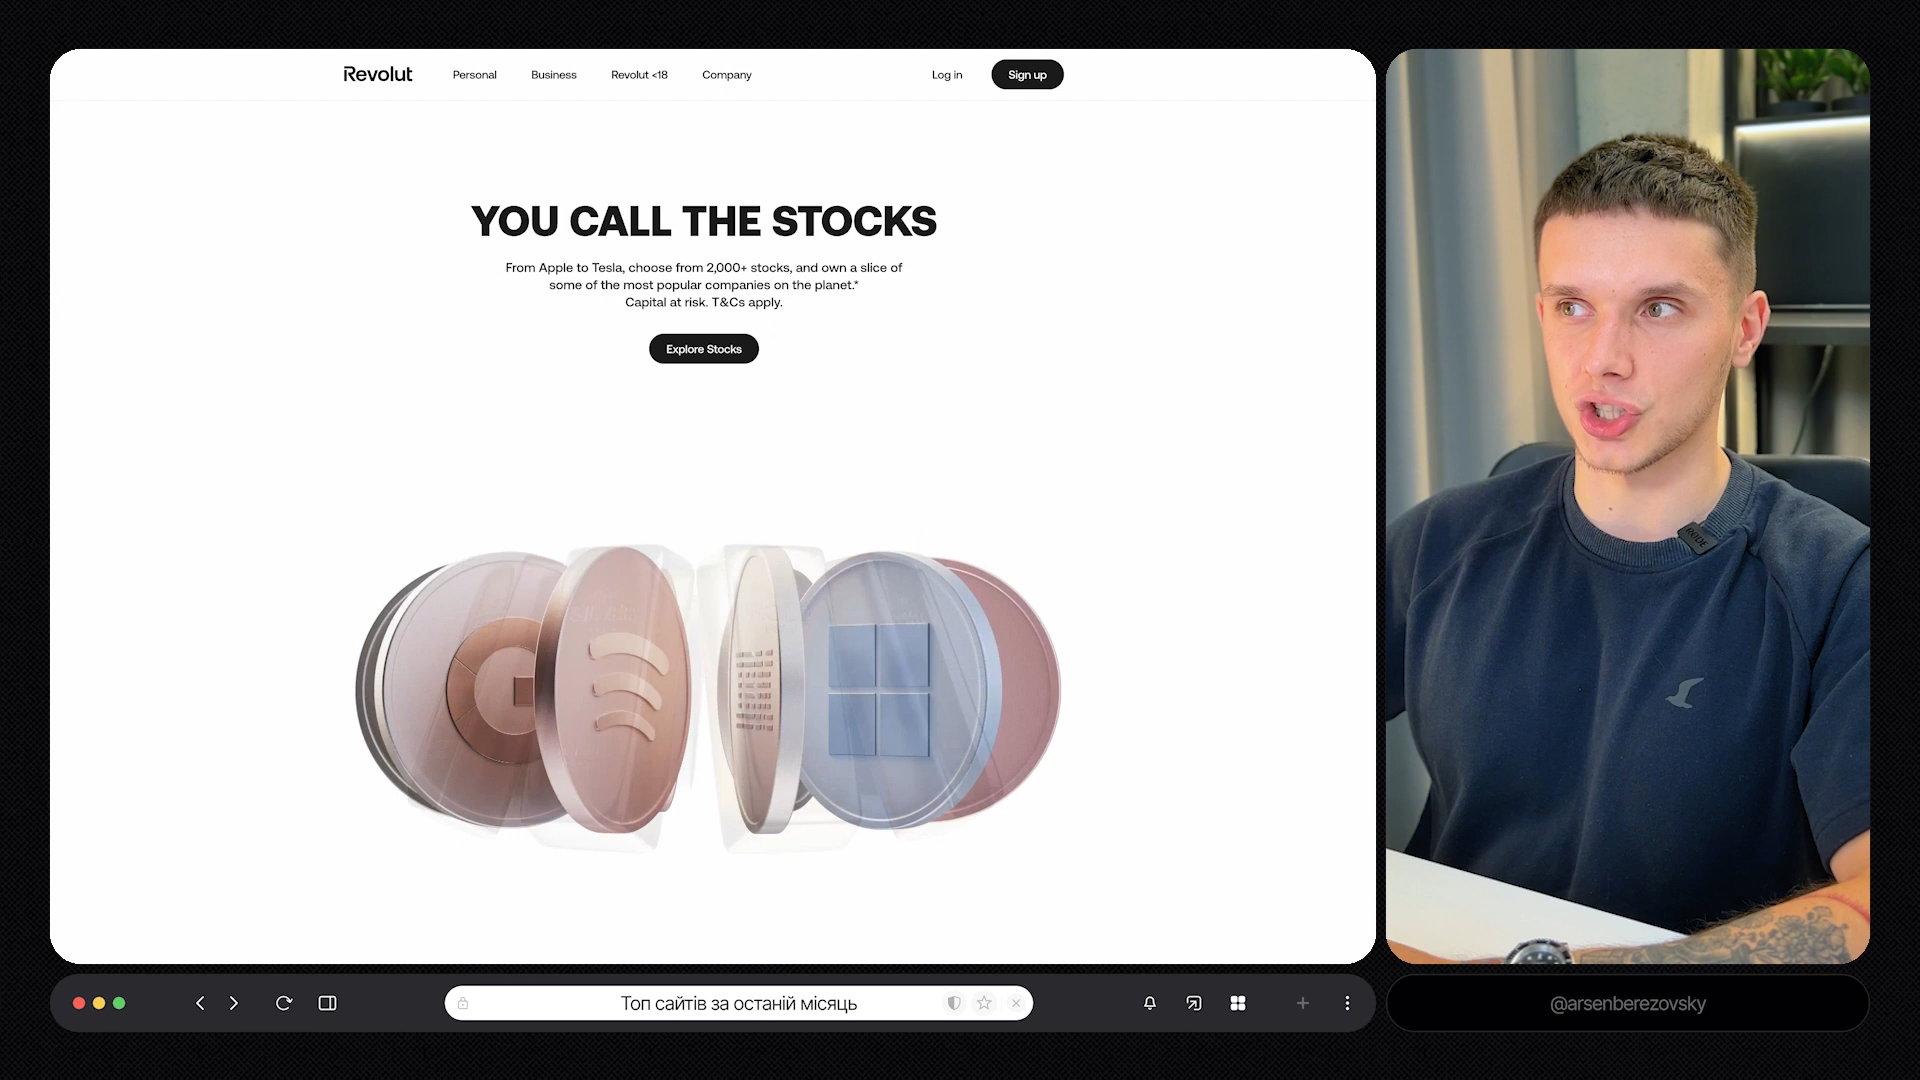 Revolut
Personal
Business
Revolut <18
Company
Log in
Sign up
YOU CALL THE STOCKS
From Apple to Tesla, choose from 2,000+ stocks, and own a slice of
some of the most popular companies on the planet.*
Capital at risk. T&Cs apply.
Explore Stocks
RØDE
Топ сайтів за останій місяць
@arsenberezovsky